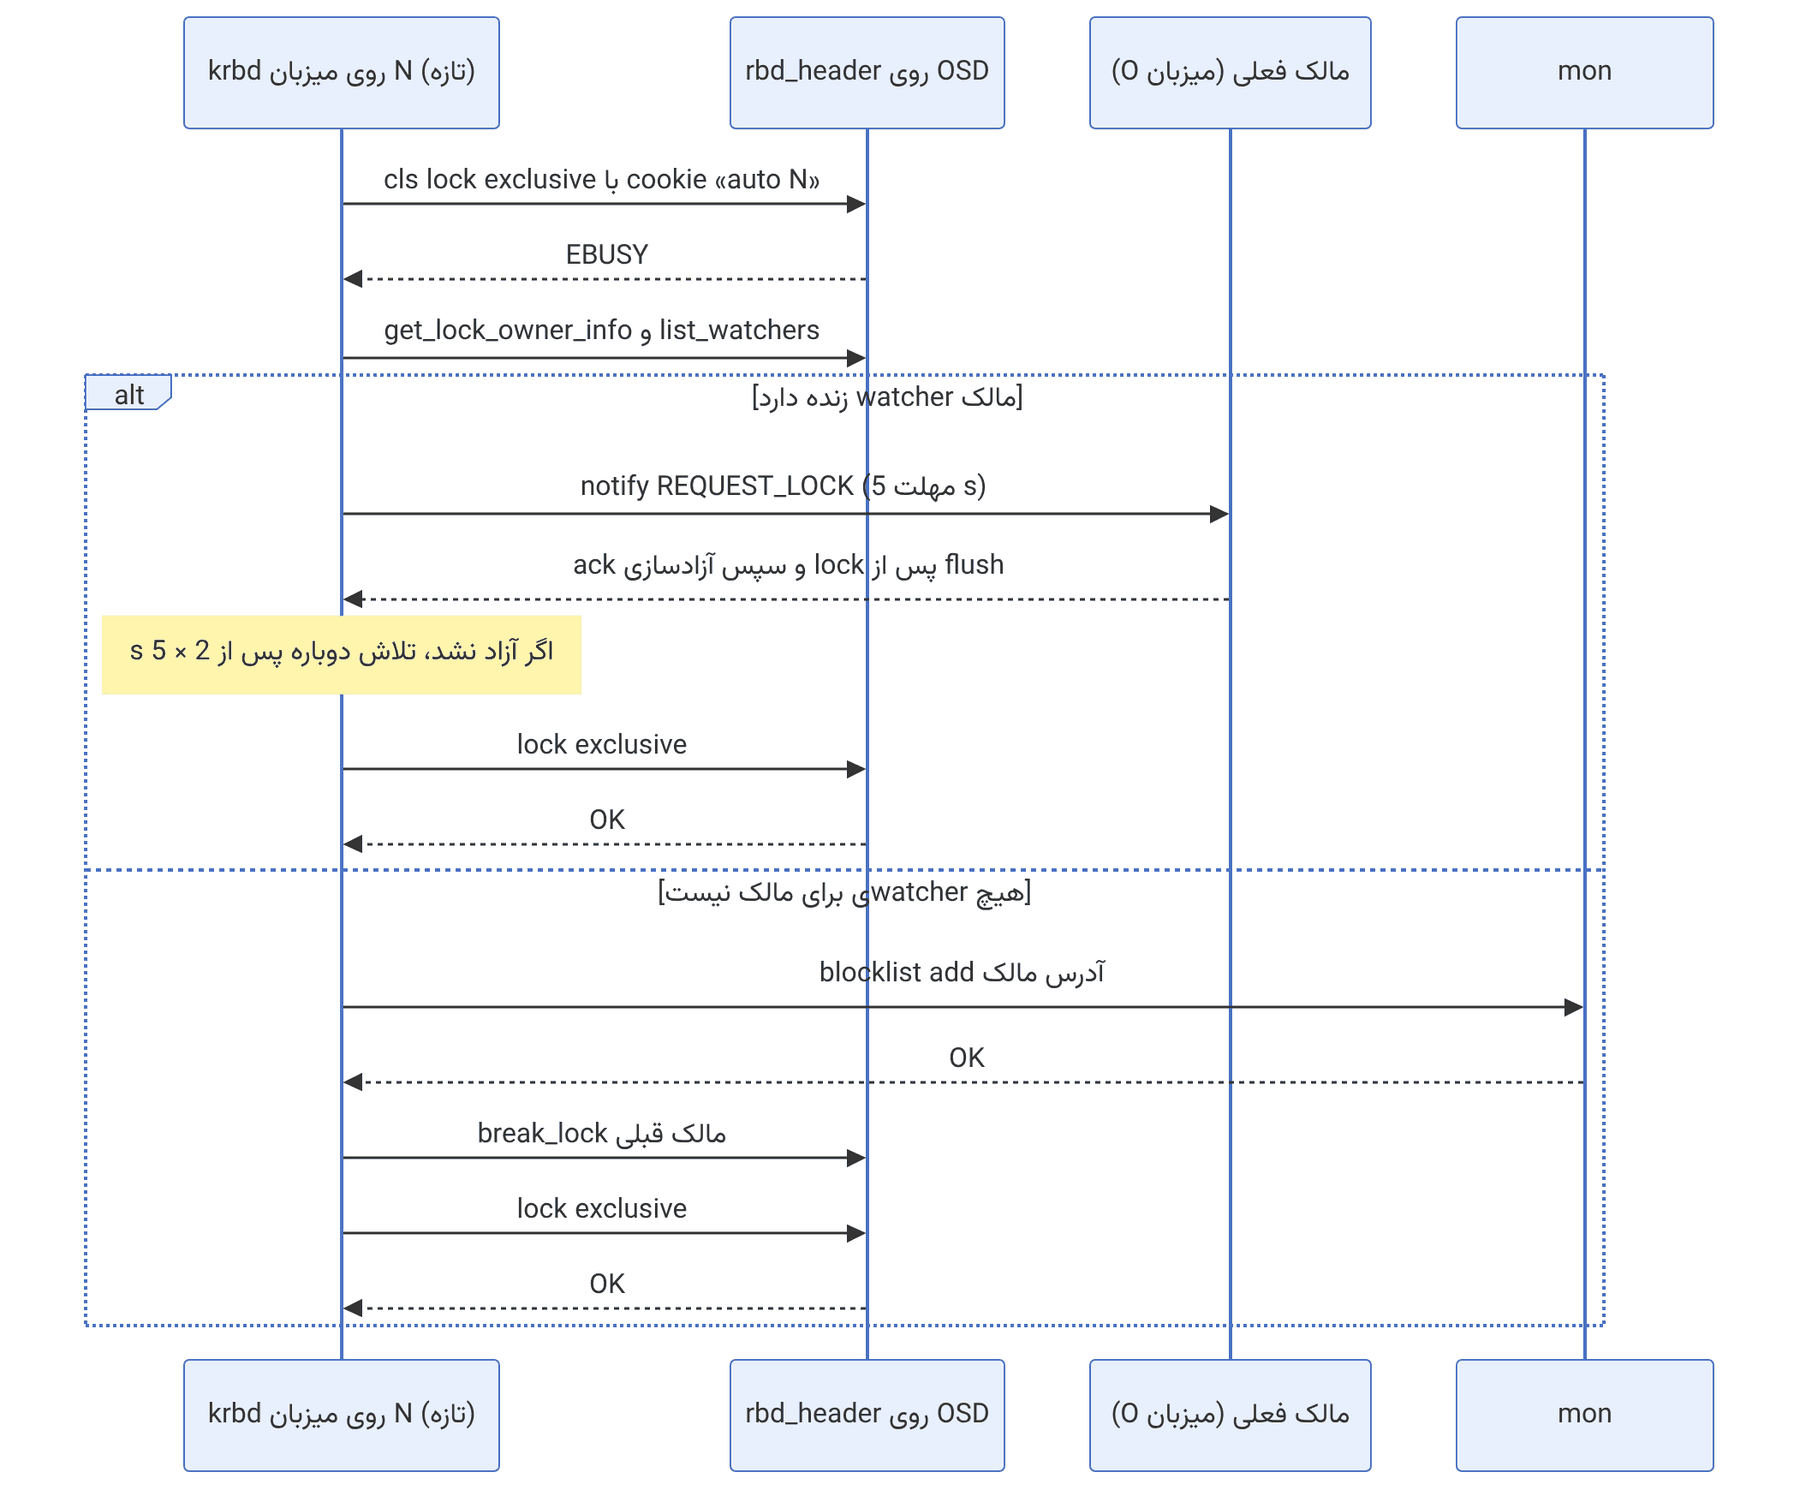 krbd روی میزبان N (تازه)
rbd_header روی OSD
مالک فعلی (میزبان O)
mon
cls lock exclusive با cookie «auto N»
EBUSY
get_lock_owner_info و list_watchers
alt
[مالک watcher زنده دارد]
notify REQUEST_LOCK (مهلت 5 s)
ack پس از flush و سپس آزادسازی lock
اگر آزاد نشد، تلاش دوباره پس از 2 × 5 s
lock exclusive
OK
[هیچ watcherی برای مالک نیست]
blocklist add آدرس مالک
OK
break_lock مالک قبلی
lock exclusive
OK
krbd روی میزبان N (تازه)
rbd_header روی OSD
مالک فعلی (میزبان O)
mon